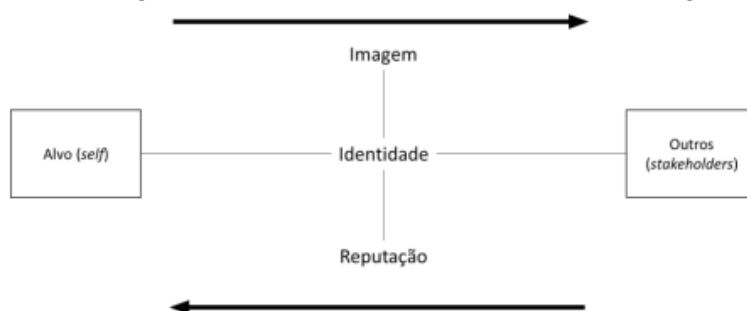 Imagem
Alvo (self)
Identidade
Outros
(stakeholders)
Reputação